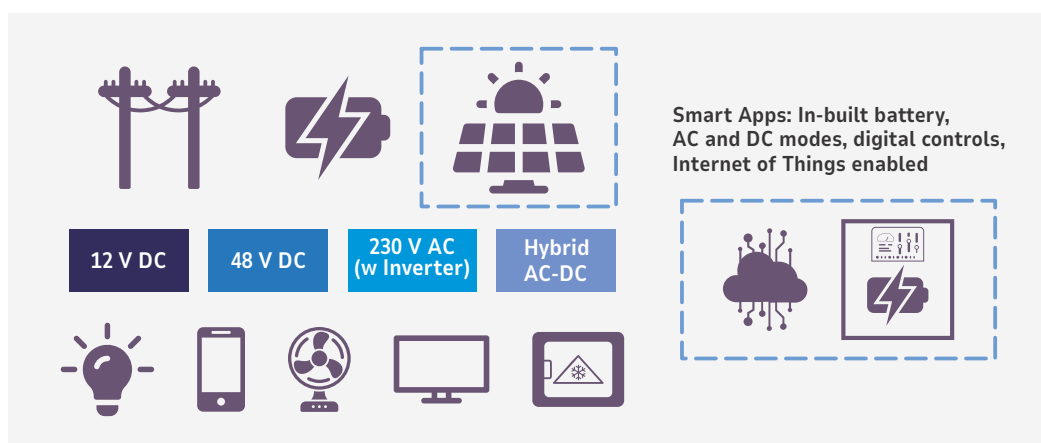 Smart Apps: In-built battery,
AC and DC modes, digital controls,
Internet of Things enabled
12 V DC
48 V DC
230 V AC
(w Inverter)
Hybrid
AC-DC